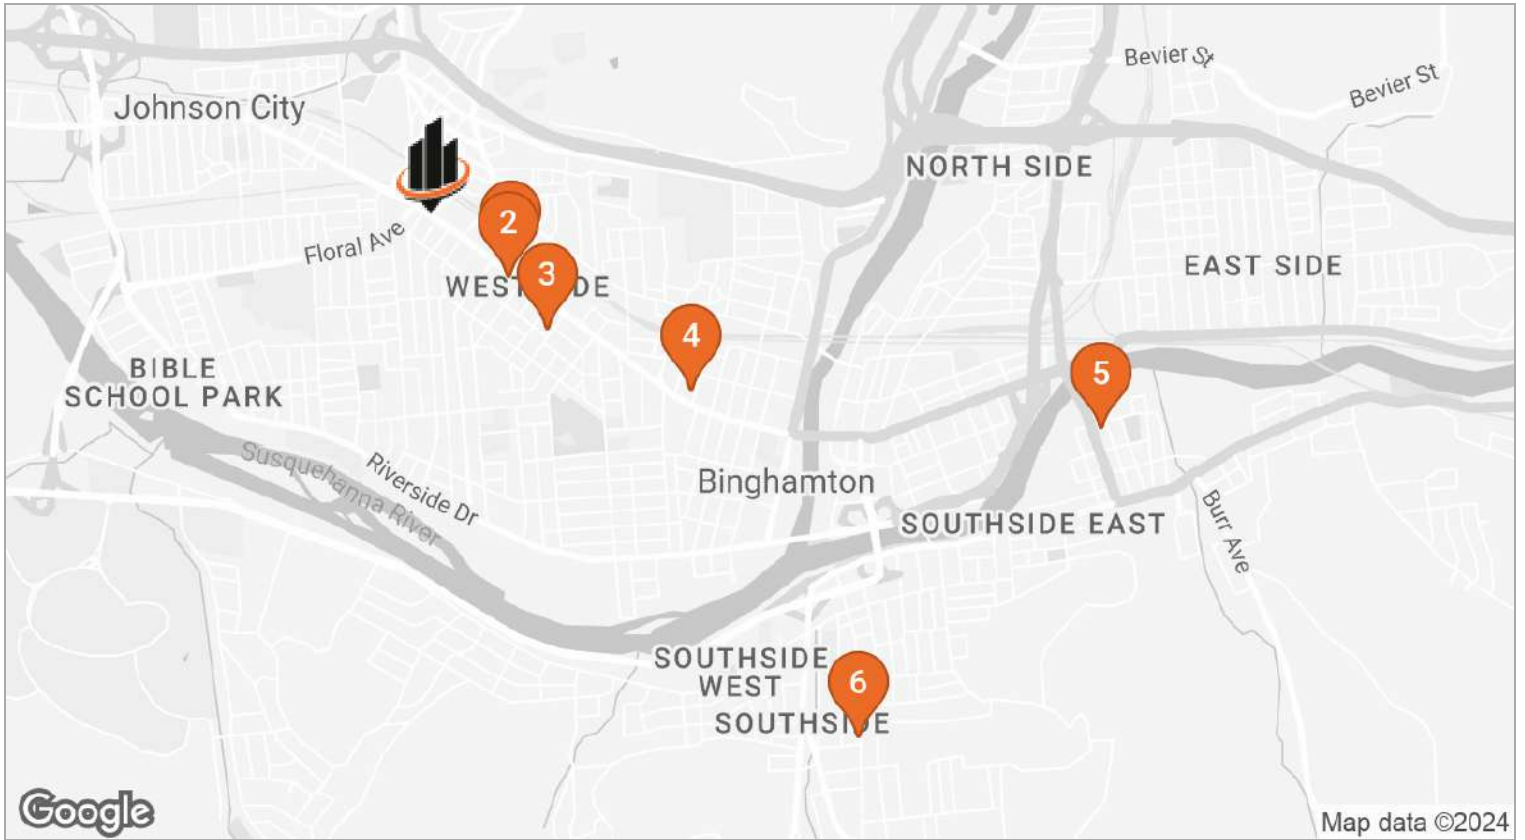 Bevier St
Bevier St
Johnson City
NORTH SIDE
2
Floral Ave
3
WEST DE
EAST SIDE
4
BIBLE
SCHOOL PARK
5
Susquehanna River
Riverside Dr
Binghamton
SOUTHSIDE EAST
Burr Ave
SOUTHSIDE
WEST
6
SOUTHSIDE
Google
Map data ©2024